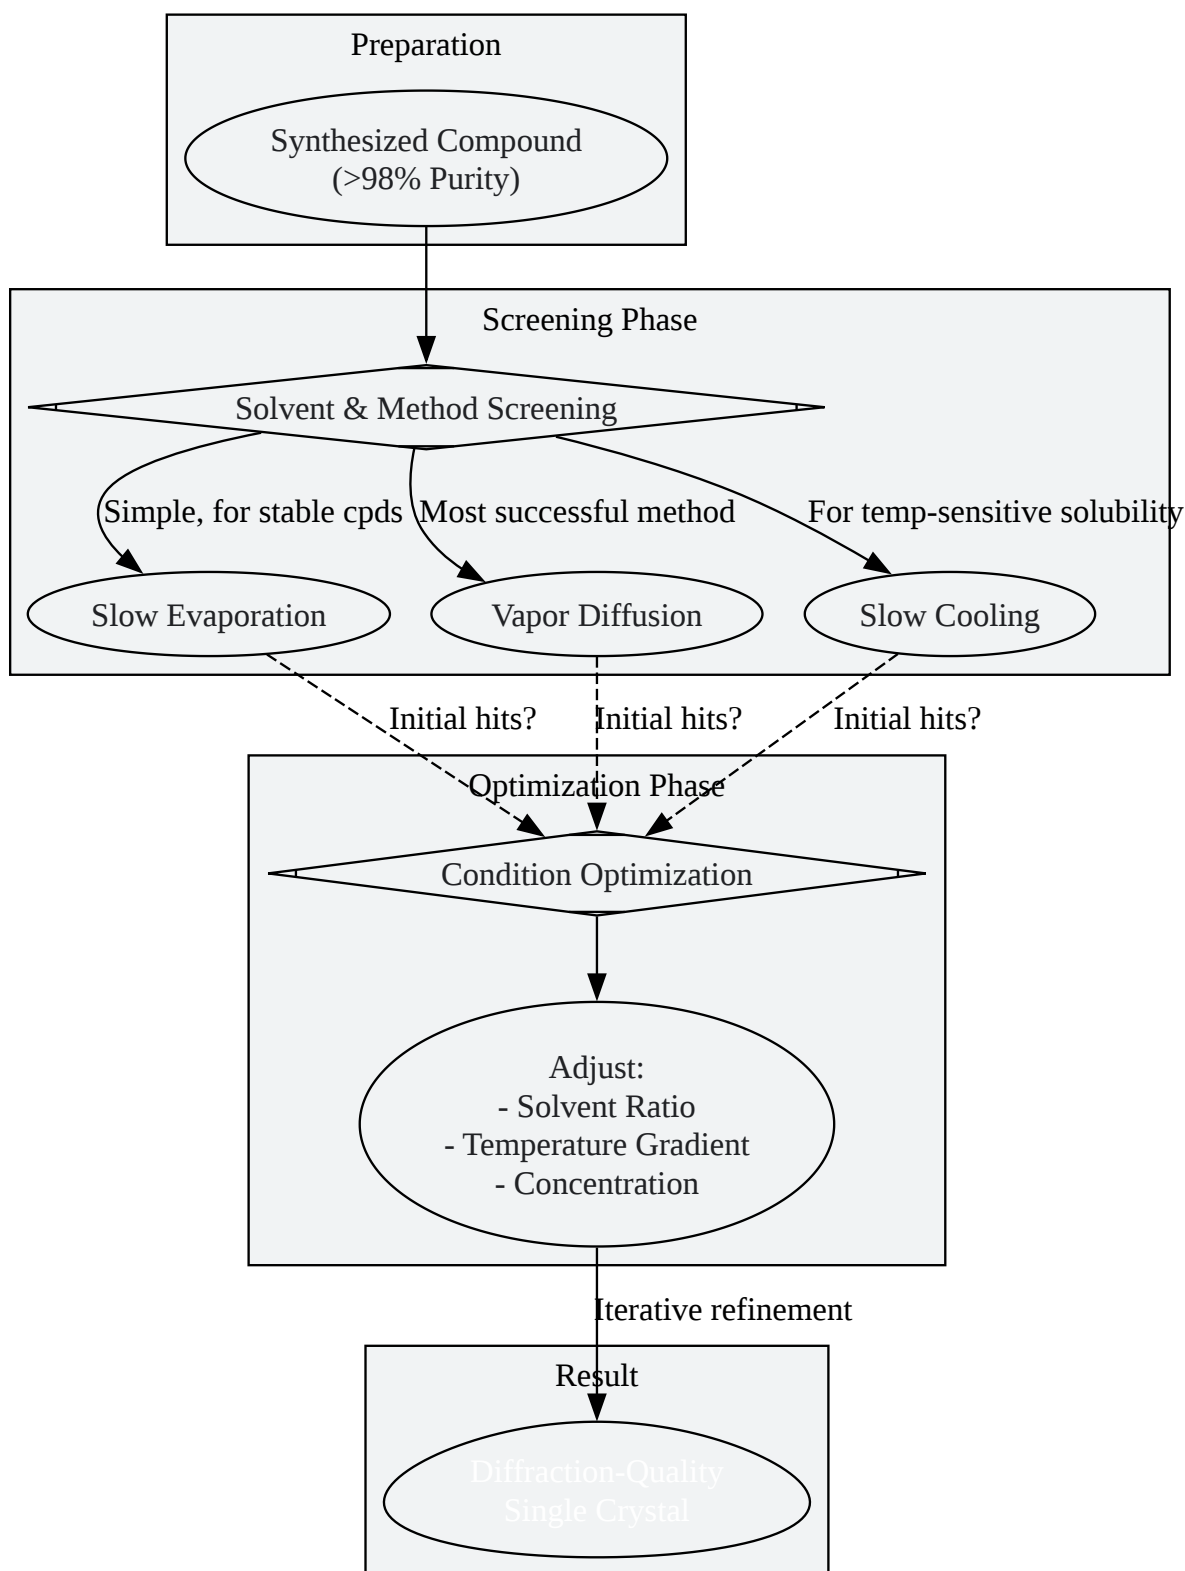 Preparation
Synthesized Compound
(>98% Purity)
Screening Phase
Solvent & Method Screening
Simple, for stable cpds
Most successful method
For temp-sensitive solubility
Slow Evaporation
Vapor Diffusion
Slow Cooling
Initial hits?
Initial hits?
Initial hits?
Optimization Phase
Condition Optimization
Adjust:
- Solvent Ratio
- Temperature Gradient
- Concentration
Iterative refinement
Result
Diffraction-Quality
Single Crystal